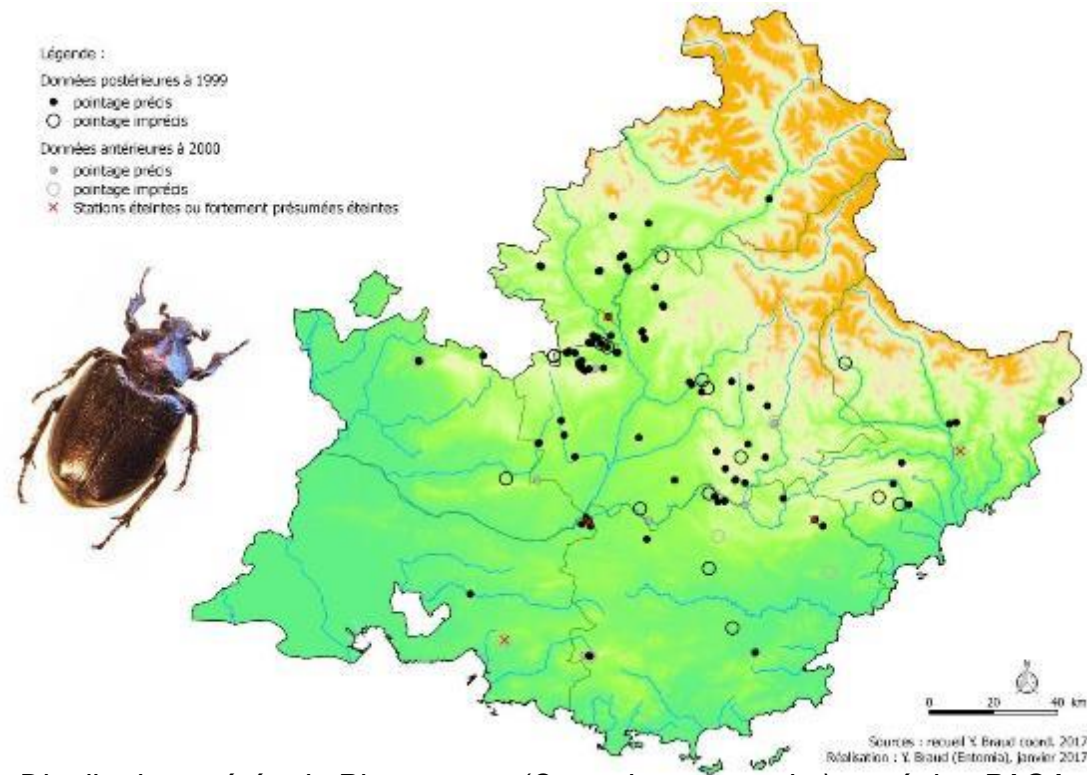 Légende :
Données postérieures à 1999
pointage précis
pointage imprécis
Données antérieures à 2000
pointage précis
pointage imprécis
Stations éteintes ou fortement présumées éteintes
N
0 20 40 km
Sources : recueil Y. Braud coord. 2017
Réalisation : Y. Braud (Entomia), janvier 2017